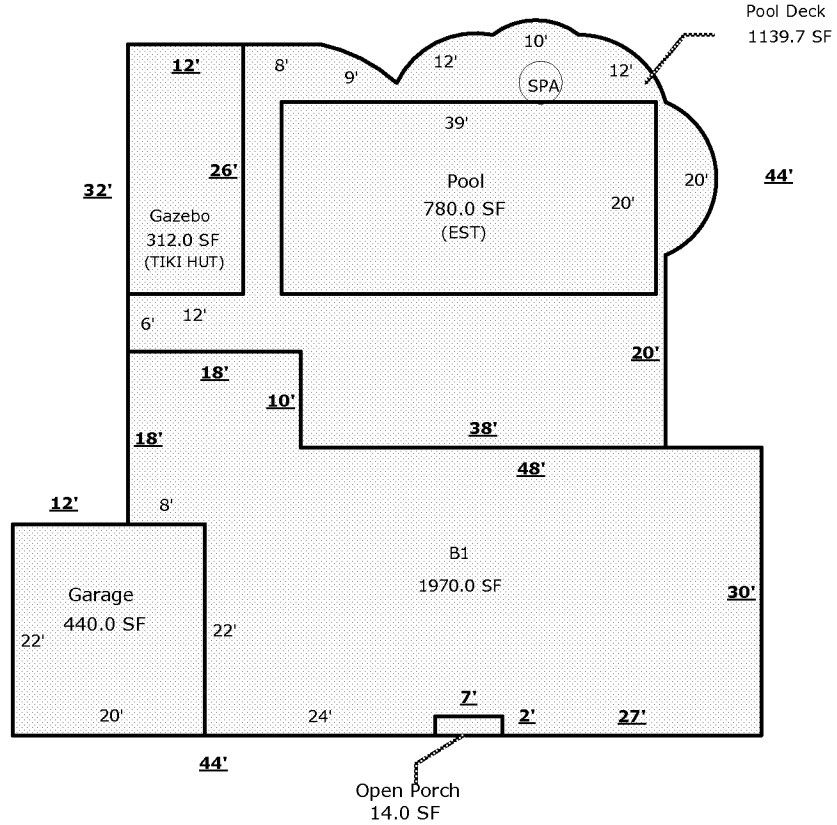 Pool Deck
1139.7 SF
10'
12'
8'
12'
9'
12'
SPA
39'
32'
26'
Pool
780.0 SF
(EST)
20'
20'
44'
Gazebo
312.0 SF
(TIKI HUT)
6'
12'
20'
18'
10'
38'
18'
48'
12'
8'
B1
1970.0 SF
30'
Garage
440.0 SF
22'
22'
7'
20'
24'
2'
27'
44'
Open Porch
14.0 SF